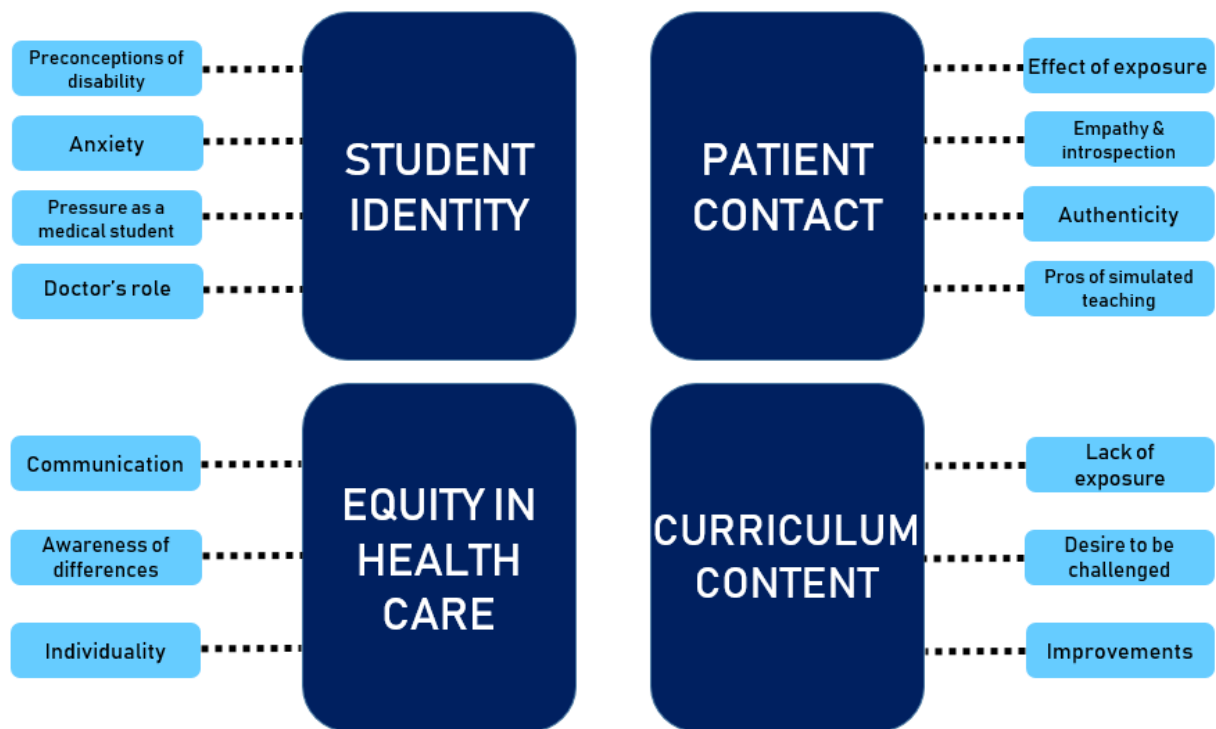 Preconceptions of
disability
Anxiety
Pressure as a
medical student
Doctor's role
STUDENT
IDENTITY
PATIENT
CONTACT
Effect of exposure
Empathy &
introspection
Authenticity
Pros of simulated
teaching
Communication
Awareness of
differences
Individuality
EQUITY IN
HEALTH
CARE
CURRICULUM
CONTENT
Lack of
exposure
Desire to be
challenged
Improvements